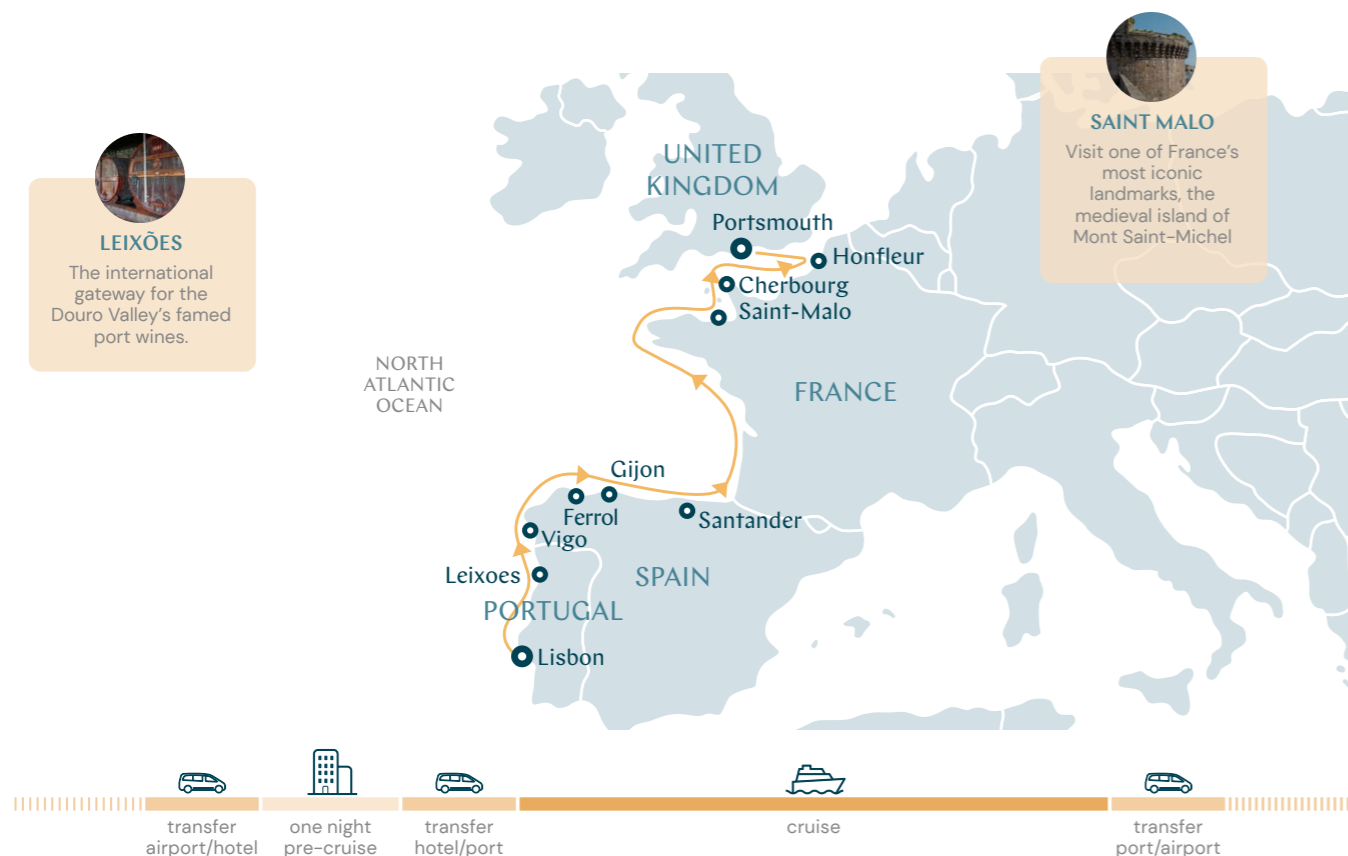 LEIXÕES
The international
gateway for the
Douro Valley's famed
port wines.
SAINT MALO
Visit one of France's
most iconic
landmarks, the
medieval island of
Mont Saint-Michel
UNITED
KINGDOM
Portsmouth
Honfleur
Cherbourg
Saint-Malo
NORTH
ATLANTIC
OCEAN
FRANCE
Gijon
Ferrol
Santander
Vigo
Leixoes
SPAIN
PORTUGAL
Lisbon
transfer
airport/hotel
one night
pre-cruise
transfer
hotel/port
cruise
transfer
port/airport